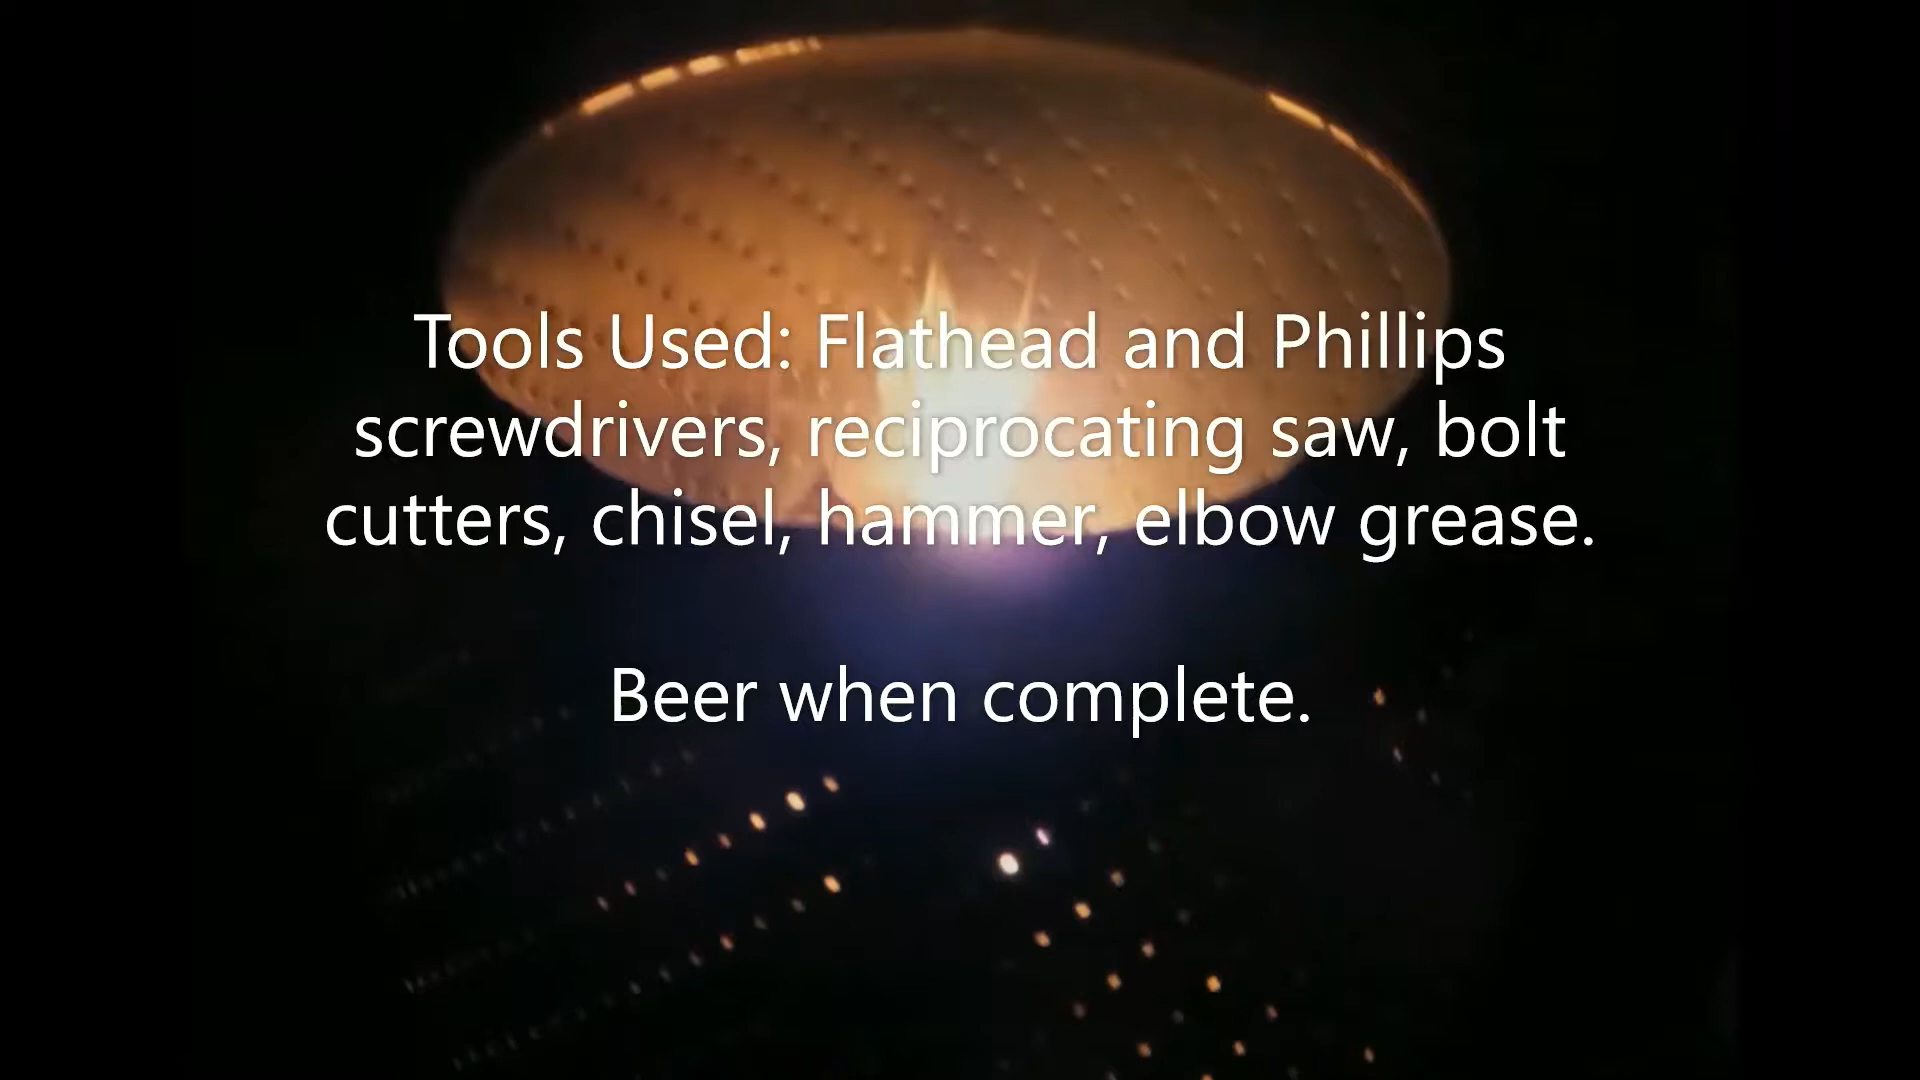 Tools Used: Flathead and Phillips
screwdrivers, reciprocating saw, bolt
cutters, chisel, hammer, elbow grease.
Beer when complete.